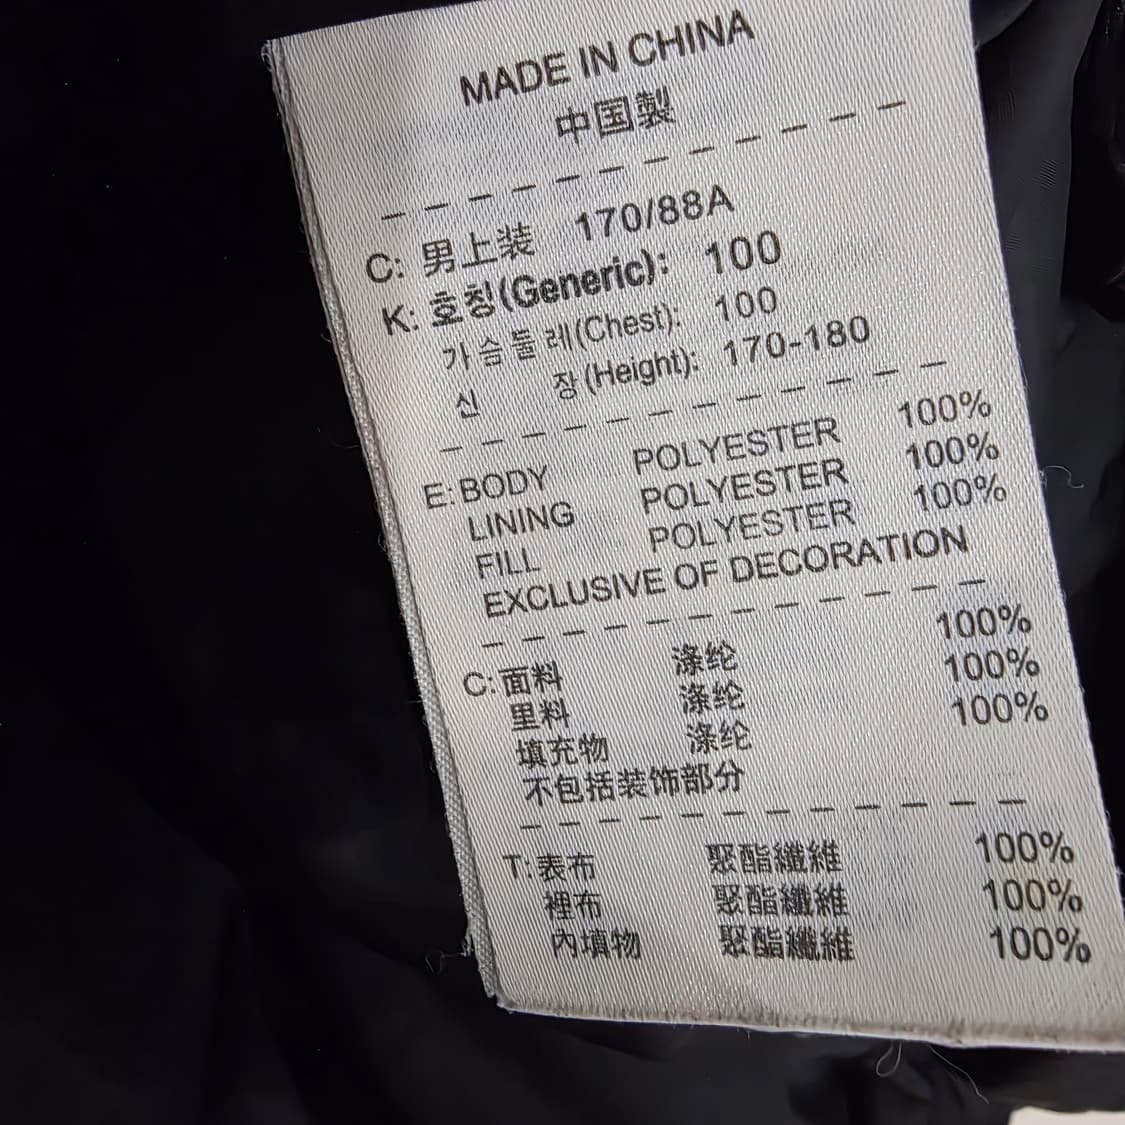 MADE IN CHINA
中国製
C: 男上装 170/88A
K: 호칭(Generic): 100
가슴둘레(Chest): 100
신 장(Height): 170-180
E: BODY POLYESTER 100%
LINING POLYESTER 100%
FILL POLYESTER 100%
EXCLUSIVE OF DECORATION
C: 面料 涤纶 100%
里料 涤纶 100%
填充物 涤纶 100%
不包括装饰部分
T: 表布 聚酯纖維 100%
裡布 聚酯纖維 100%
內填物 聚酯纖維 100%